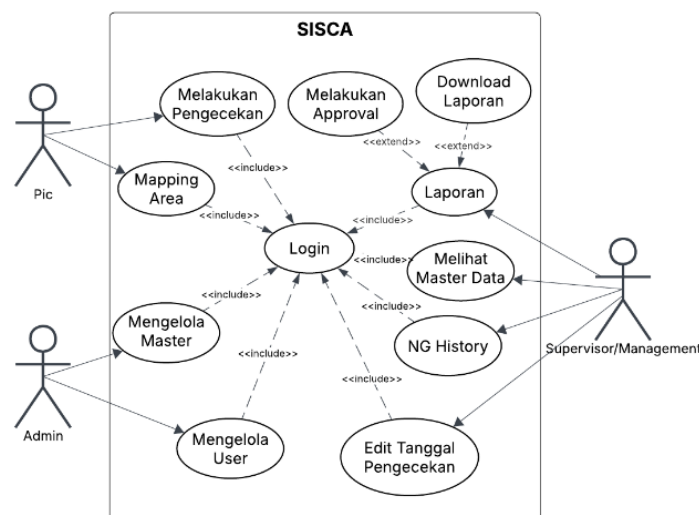 SISCA
Melakukan
Pengecekan
Melakukan
Approval
Download
Laporan
<<extend>>
<<extend>>
<<include>>
Pic
Mapping
Area
Laporan
<<include>>
<<include>>
Login
<<include>>
Melihat
Master Data
<<include>>
Mengelola
Master
<<include>>
NG History
Supervisor/Management
<<include>>
<<include>>
Admin
Mengelola
User
Edit Tanggal
Pengecekan